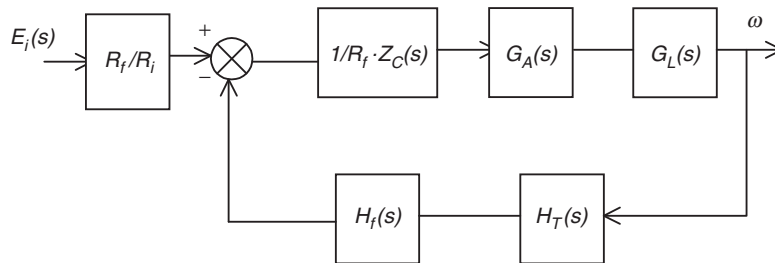 E_i(s)
R_f/R_i
+
−
1/R_f·Z_C(s)
G_A(s)
G_L(s)
ω
H_f(s)
H_T(s)